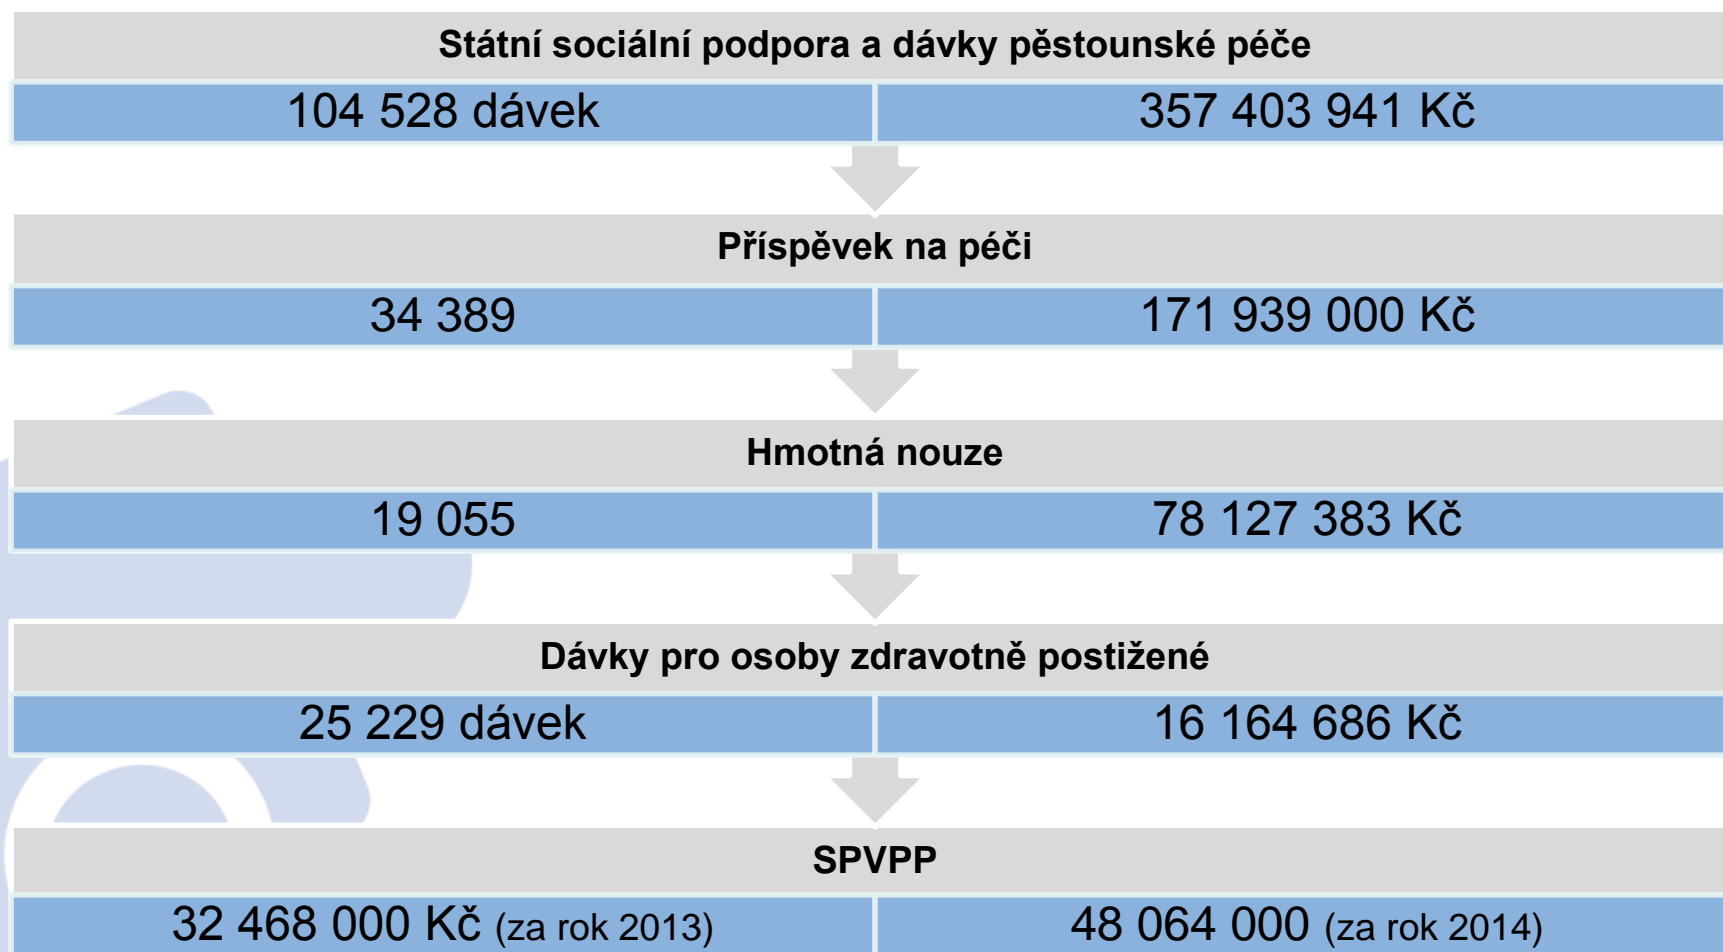 Státní sociální podpora a dávky pěstounské péče
104 528 dávek 357 403 941 Kč
Příspěvek na péči
34 389 171 939 000 Kč
Hmotná nouze
19 055 78 127 383 Kč
Dávky pro osoby zdravotně postižené
25 229 dávek 16 164 686 Kč
SPVPP
32 468 000 Kč (za rok 2013) 48 064 000 (za rok 2014)